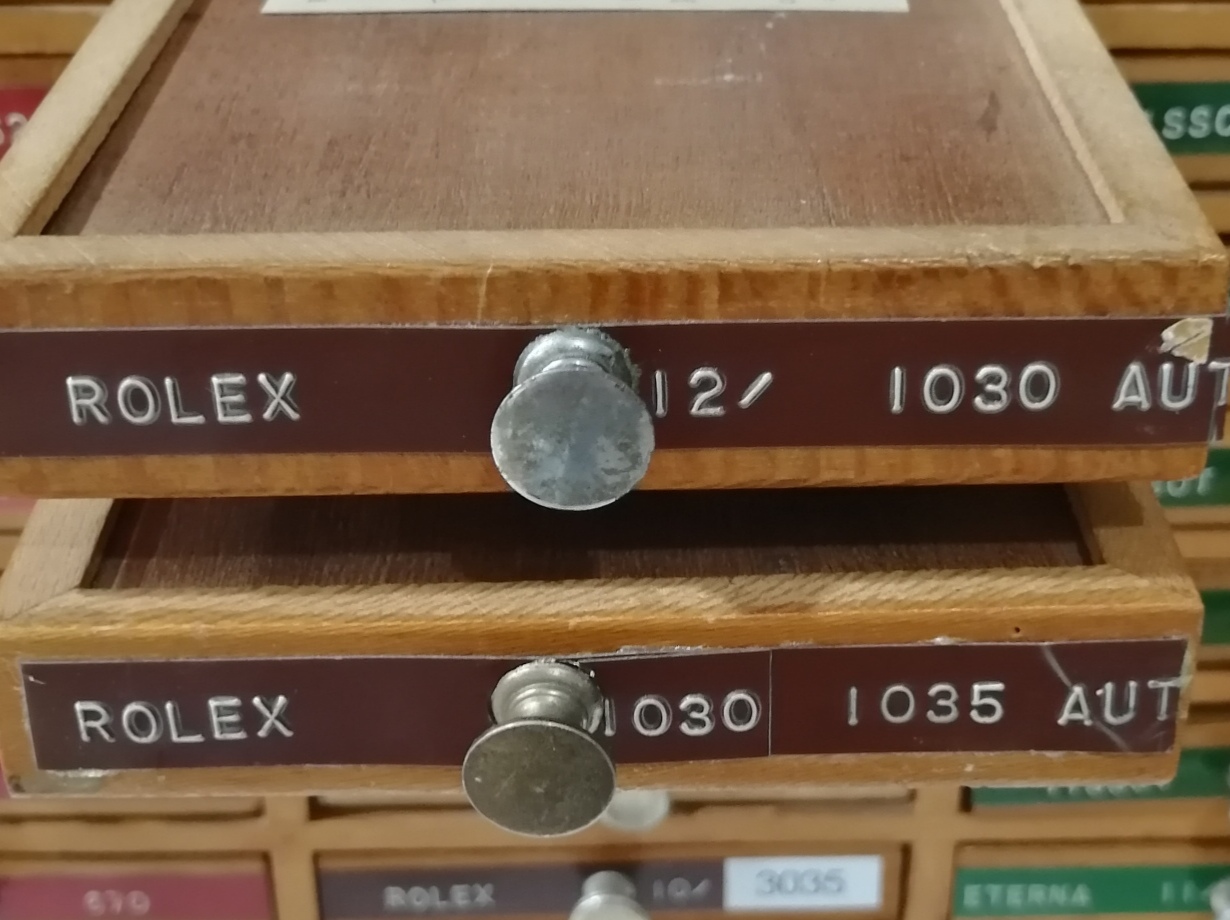 ROLEX 12/ 1030 AUT
ROLEX 1030 1035 AUT
ROLEX 10/ 3035
ETERNA